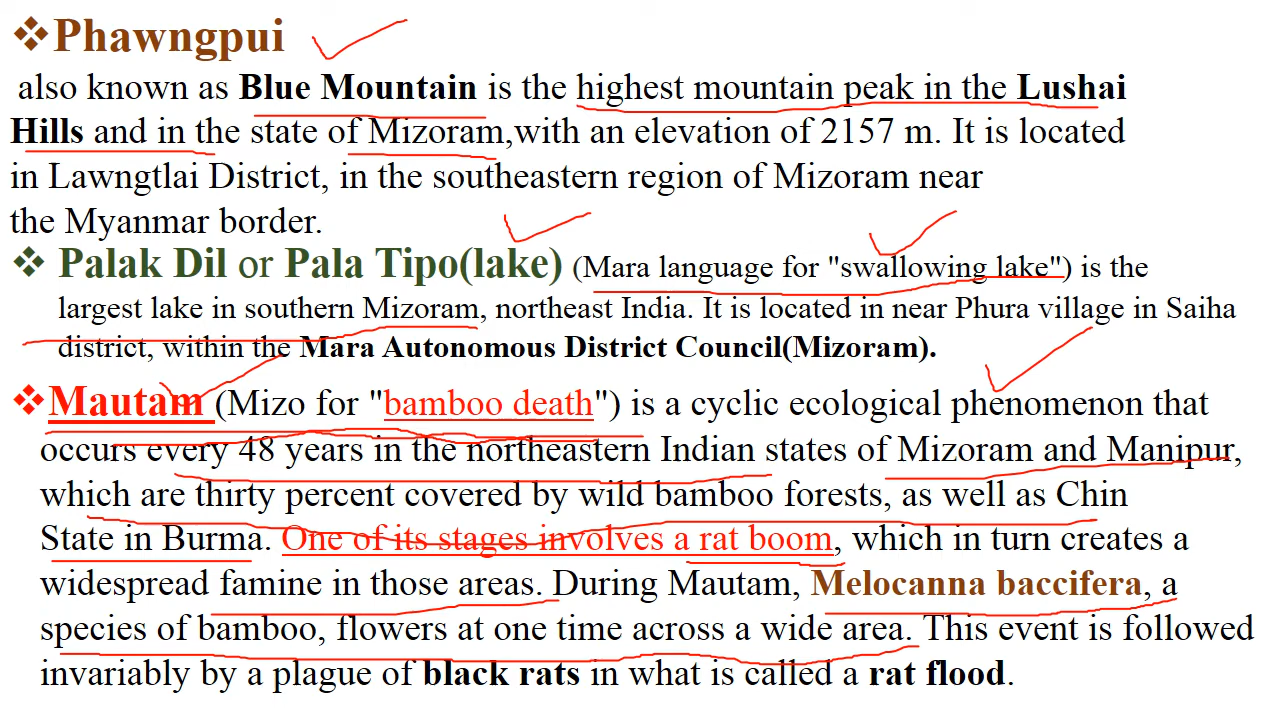 ❖Phawngpui
also known as Blue Mountain is the highest mountain peak in the Lushai
Hills and in the state of Mizoram,with an elevation of 2157 m. It is located
in Lawngtlai District, in the southeastern region of Mizoram near
the Myanmar border.
❖ Palak Dil or Pala Tipo(lake) (Mara language for "swallowing lake") is the
largest lake in southern Mizoram, northeast India. It is located in near Phura village in Saiha
district, within the Mara Autonomous District Council(Mizoram).
❖Mautam (Mizo for "bamboo death") is a cyclic ecological phenomenon that
occurs every 48 years in the northeastern Indian states of Mizoram and Manipur,
which are thirty percent covered by wild bamboo forests, as well as Chin
State in Burma. One of its stages involves a rat boom, which in turn creates a
widespread famine in those areas. During Mautam, Melocanna baccifera, a
species of bamboo, flowers at one time across a wide area. This event is followed
invariably by a plague of black rats in what is called a rat flood.